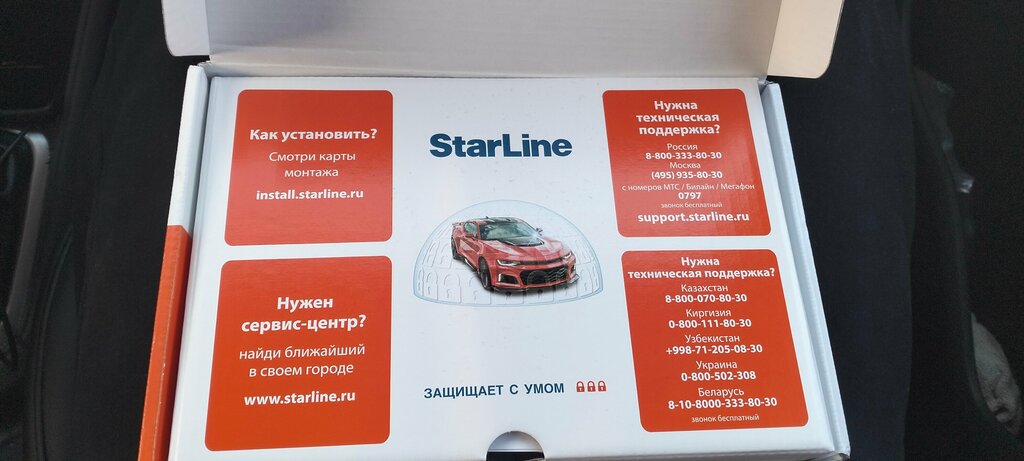 Как установить?
Смотри карты
монтажа
install.starline.ru
StarLine
Нужна
техническая
поддержка?
Россия
8-800-333-80-30
Москва
(495) 935-80-30
с номеров МТС / Билайн / Мегафон
0797
звонок бесплатный
support.starline.ru
Нужен
сервис-центр?
найди ближайший
в своем городе
www.starline.ru
ЗАЩИЩАЕТ С УМОМ
Нужна
техническая поддержка?
Казахстан
8-800-070-80-30
Киргизия
0-800-111-80-30
Узбекистан
+998-71-205-08-30
Украина
0-800-502-308
Беларусь
8-10-8000-333-80-30
звонок бесплатный